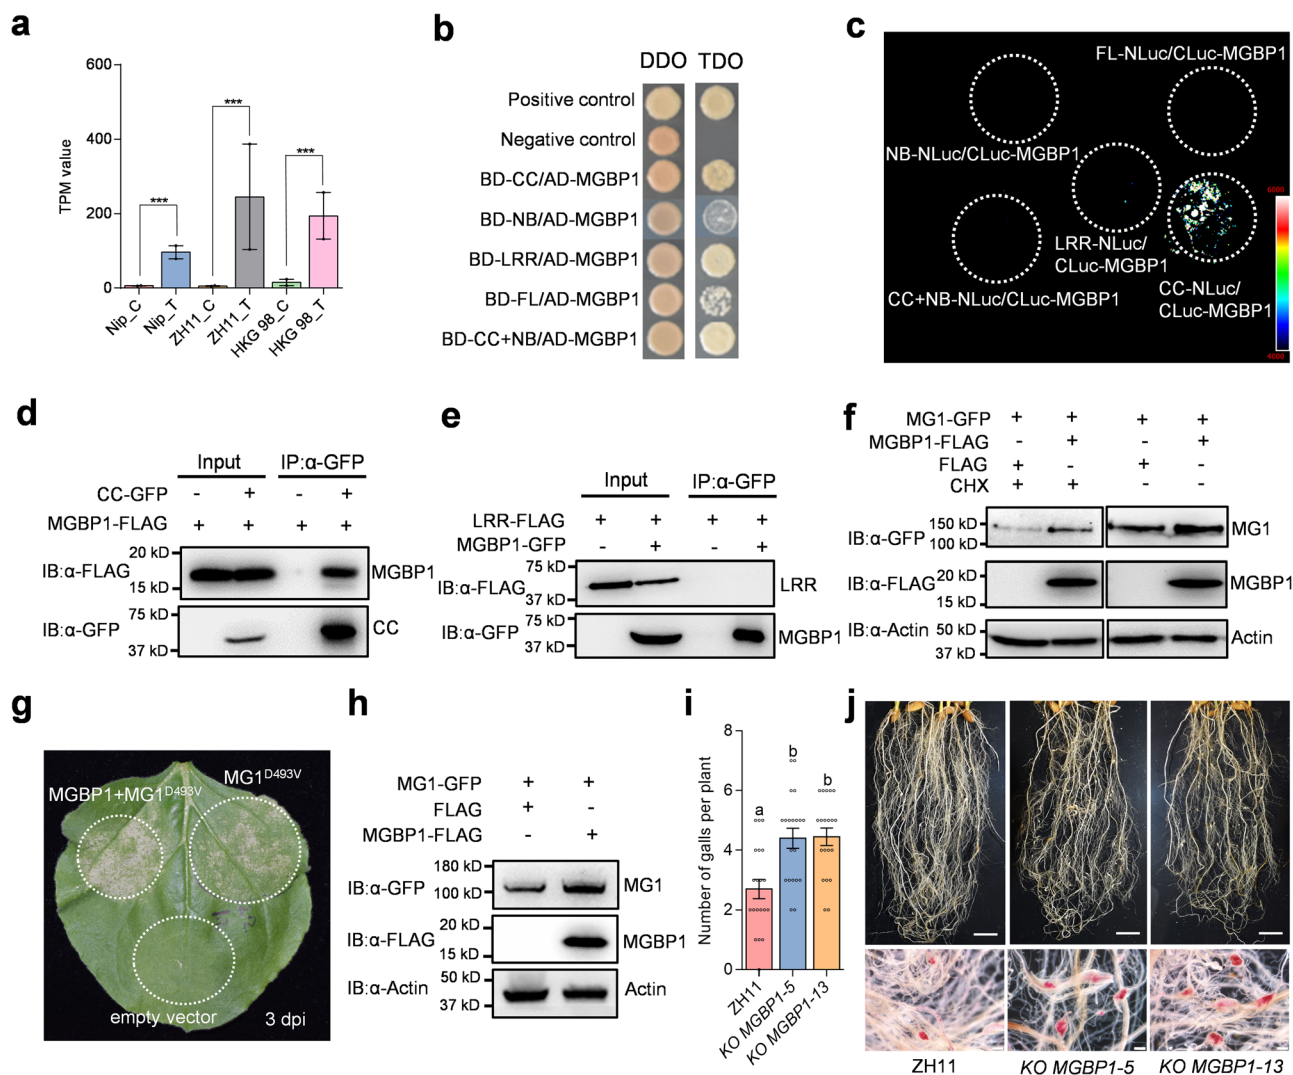 a
600
400
200
0
TPM value
***
***
***
Nip_C
Nip_T
ZH11_C
ZH11_T
HKG 98_C
HKG 98_T
b
DDO TDO
Positive control
Negative control
BD-CC/AD-MGBP1
BD-NB/AD-MGBP1
BD-LRR/AD-MGBP1
BD-FL/AD-MGBP1
BD-CC+NB/AD-MGBP1
c
FL-NLuc/CLuc-MGBP1
NB-NLuc/CLuc-MGBP1
LRR-NLuc/
CLuc-MGBP1
CC-NLuc/
CLuc-MGBP1
CC+NB-NLuc/CLuc-MGBP1
d
Input IP:α-GFP
CC-GFP - + - +
MGBP1-FLAG + + + +
20 kD
IB:α-FLAG MGBP1
15 kD
75 kD
IB:α-GFP CC
37 kD
e
Input IP:α-GFP
LRR-FLAG + + + +
MGBP1-GFP - + - +
75 kD
IB:α-FLAG LRR
37 kD
75 kD
IB:α-GFP MGBP1
37 kD
f
MG1-GFP + + + +
MGBP1-FLAG - + - +
FLAG + - + -
CHX + + - -
150 kD
IB:α-GFP MG1
100 kD
20 kD
IB:α-FLAG MGBP1
15 kD
IB:α-Actin 50 kD Actin
37 kD
g
MG1D493V
MGBP1+MG1D493V
empty vector
3 dpi
h
MG1-GFP + +
FLAG + -
MGBP1-FLAG - +
180 kD
IB:α-GFP MG1
100 kD
20 kD
IB:α-FLAG MGBP1
15 kD
50 kD
IB:α-Actin Actin
37 kD
i
8
6
4
2
0
Number of galls per plant
a
b
b
ZH11
KO MGBP1-5
KO MGBP1-13
j
ZH11 KO MGBP1-5 KO MGBP1-13